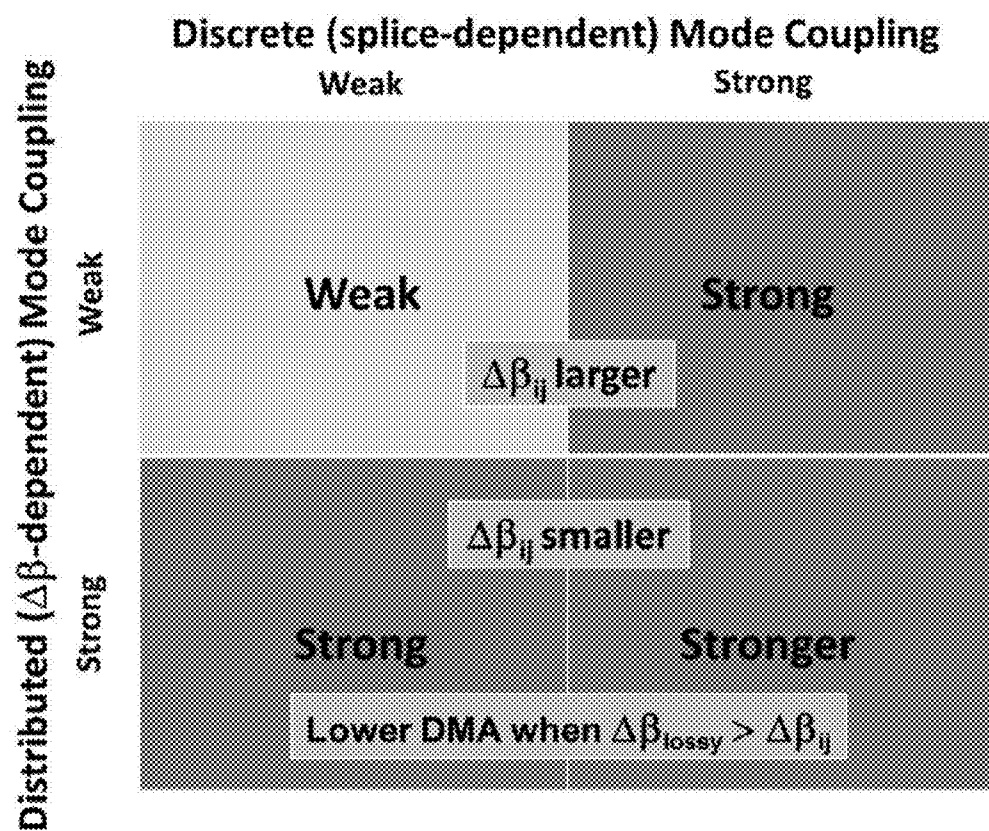 Discrete (splice-dependent) Mode Coupling
Weak Strong
Distributed (Δβ-dependent) Mode Coupling
Weak
Strong
Weak Strong
Δβij larger
Δβij smaller
Strong Stronger
Lower DMA when Δβlossy > Δβij